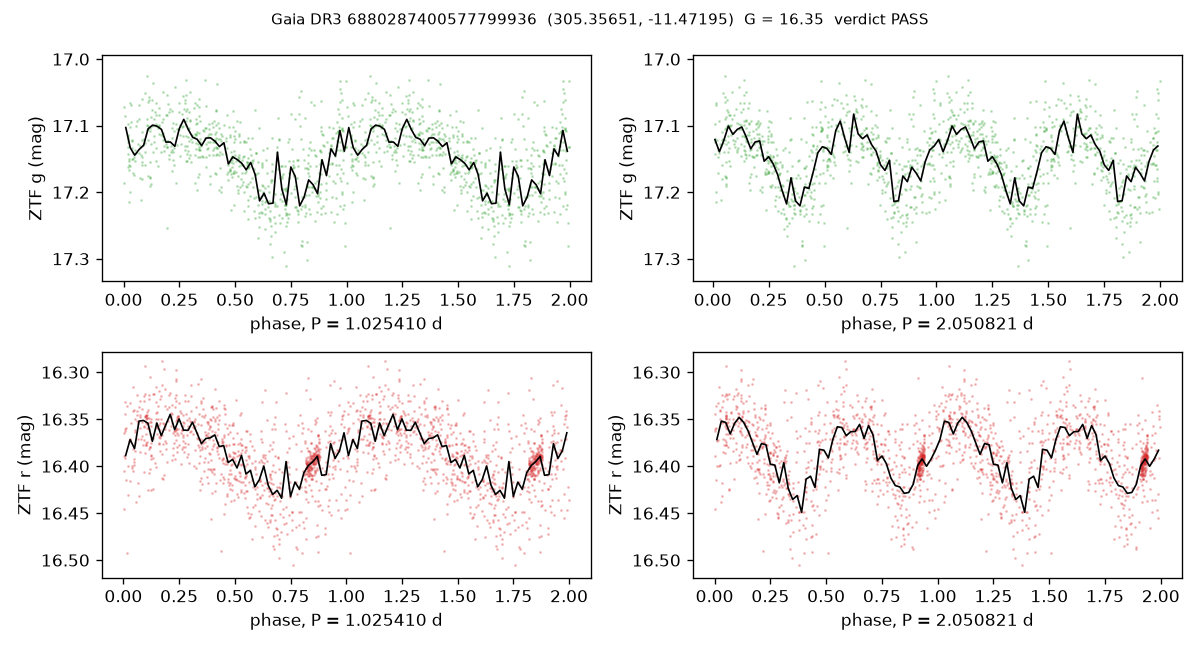 Gaia DR3 6880287400577799936 (305.35651, -11.47195) G = 16.35 verdict PASS
17.0
17.1
17.2
17.3
ZTF g (mag)
0.00 0.25 0.50 0.75 1.00 1.25 1.50 1.75 2.00
phase, P = 1.025410 d
17.0
17.1
17.2
17.3
ZTF g (mag)
0.00 0.25 0.50 0.75 1.00 1.25 1.50 1.75 2.00
phase, P = 2.050821 d
16.30
16.35
16.40
16.45
16.50
ZTF r (mag)
0.00 0.25 0.50 0.75 1.00 1.25 1.50 1.75 2.00
phase, P = 1.025410 d
16.30
16.35
16.40
16.45
16.50
ZTF r (mag)
0.00 0.25 0.50 0.75 1.00 1.25 1.50 1.75 2.00
phase, P = 2.050821 d